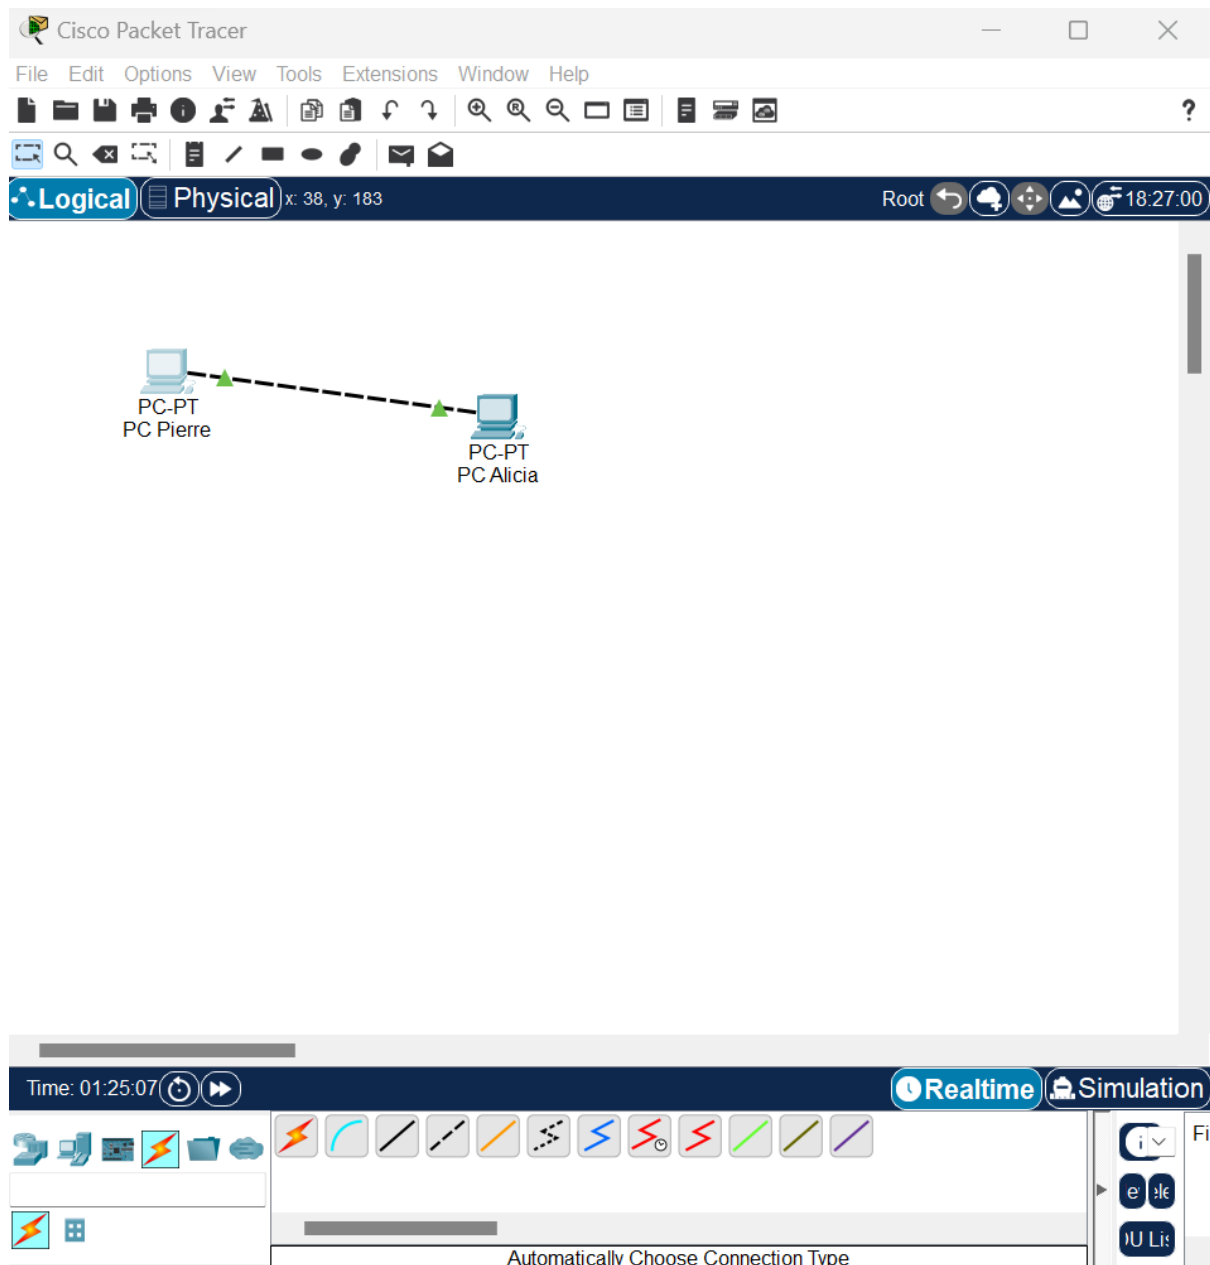 Cisco Packet Tracer
File Edit Options View Tools Extensions Window Help
?
Logical Physical x: 38, y: 183 Root 18:27:00
PC-PT
PC Pierre
PC-PT
PC Alicia
Time: 01:25:07 Realtime Simulation
Automatically Choose Connection Type